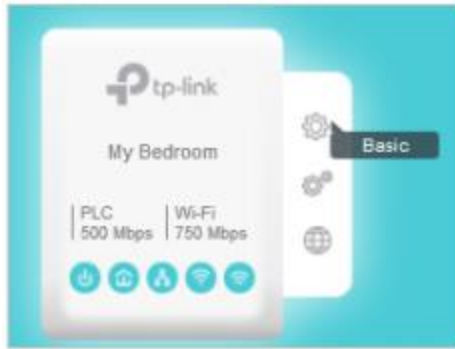 tp-link
My Bedroom
Basic
PLC
500 Mbps
Wi-Fi
750 Mbps